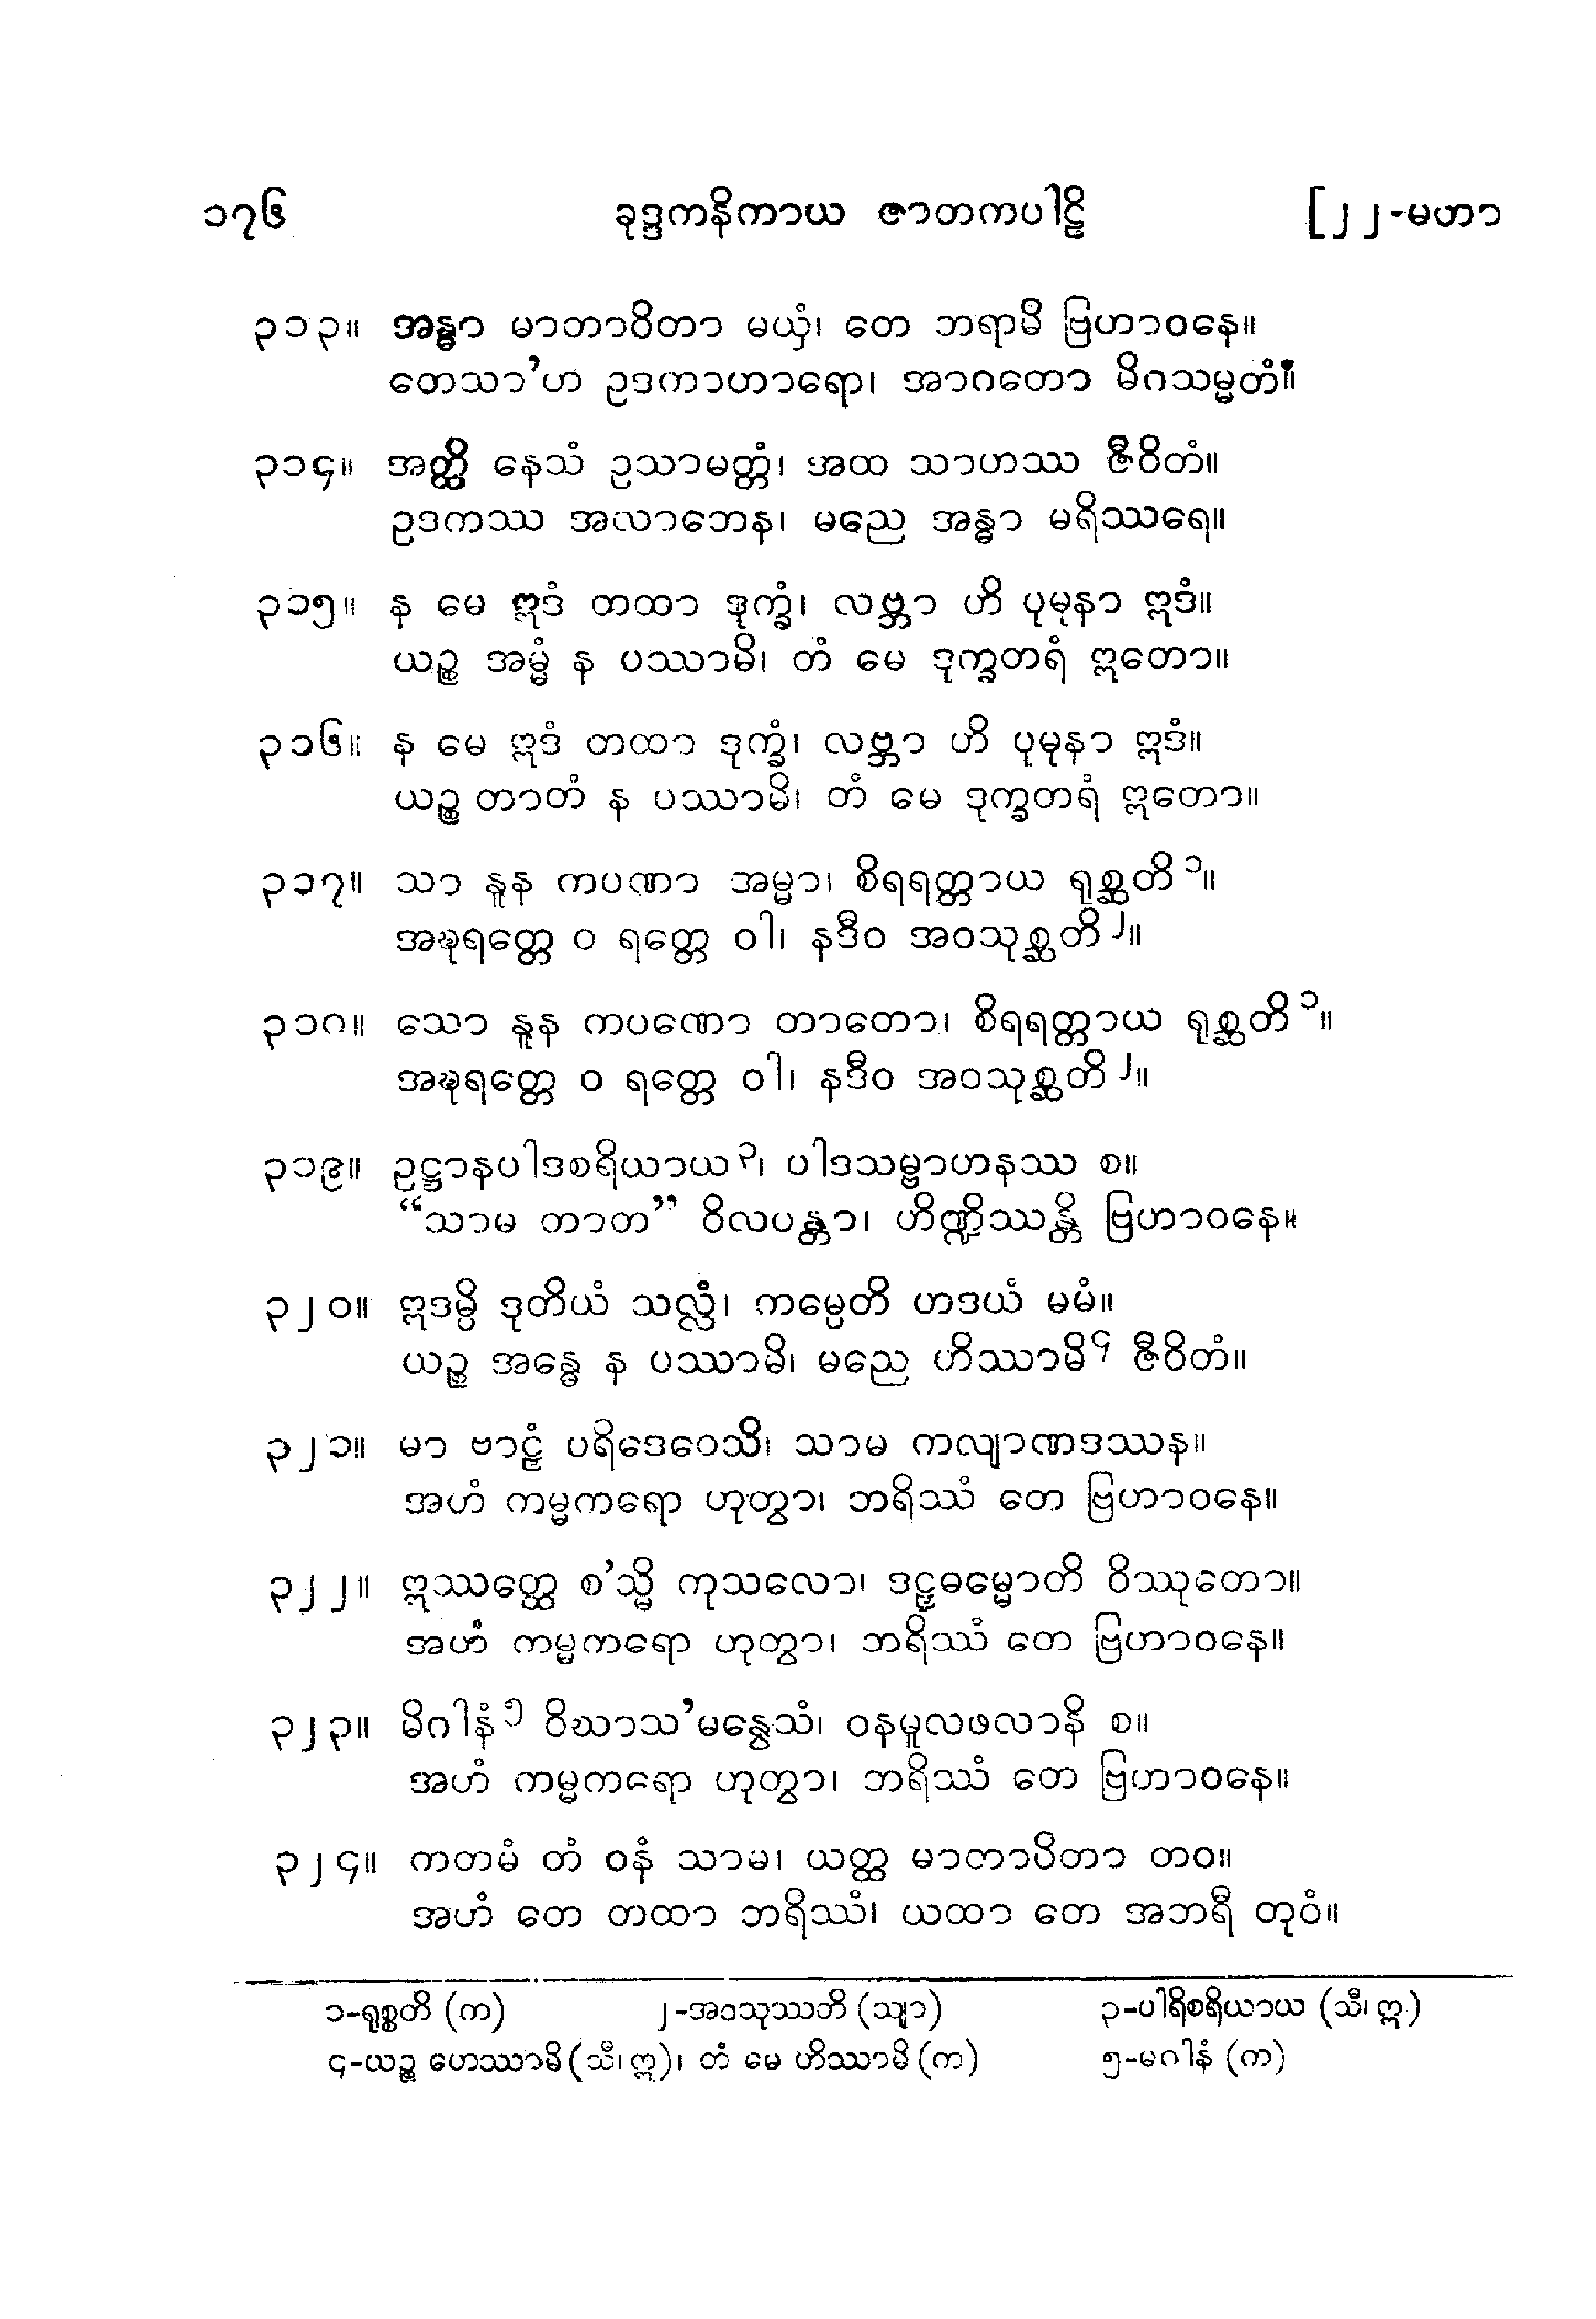 ၁၇၆ ခုဒ္ဒကနိကာယ ဇာတကပါဠိ [၂၂-မဟာ
၃၁၃။ အန္ဓာ မာတာပိတာ မယှံ၊ တေ ဘရာမိ ဗြဟာဝနေ။
တေသာ’ဟ ဥဒကာဟာရော၊ အာဂတော မိဂသမ္မတံ။
၃၁၄။ အတ္ထိ နေသံ ဥသာမတ္တံ၊ အထ သာဟဿ ဇီဝိတံ။
ဥဒကဿ အလာဘေန၊ မညေ အန္ဓာ မရိဿရေ။
၃၁၅။ န မေ ဣဒံ တထာ ဒုက္ခံ၊ လဗ္ဘာ ဟိ ပုမုနာ ဣဒံ။
ယဉ္စ အမ္မံ န ပဿာမိ၊ တံ မေ ဒုက္ခတရံ ဣတော။
၃၁၆။ န မေ ဣဒံ တထာ ဒုက္ခံ၊ လဗ္ဘာ ဟိ ပုမုနာ ဣဒံ။
ယဉ္စ တာတံ န ပဿာမိ၊ တံ မေ ဒုက္ခတရံ ဣတော။
၃၁၇။ သာ နူန ကပဏာ အမ္မာ၊ စိရရတ္တာယ ရုစ္ဆတိ ၁။
အဍ္ဎရတ္တေ ဝ ရတ္တေ ဝါ၊ နဒီဝ အဝသုစ္ဆတိ ၂။
၃၁၈။ သော နူန ကပဏော တာတော၊ စိရရတ္တာယ ရုစ္ဆတိ ၁။
အဍ္ဎရတ္တေ ဝ ရတ္တေ ဝါ၊ နဒီဝ အဝသုစ္ဆတိ ၂။
၃၁၉။ ဥဋ္ဌာနပါဒစရိယာယ ၃၊ ပါဒသမ္ဗာဟနဿ စ။
“သာမ တာတ” ဝိလပန္တာ၊ ဟိဏ္ဍိဿန္တိ ဗြဟာဝနေ။
၃၂၀။ ဣဒမ္ပိ ဒုတိယံ သလ္လံ၊ ကမ္ပေတိ ဟဒယံ မမံ။
ယဉ္စ အန္ဓေ န ပဿာမိ၊ မညေ ဟိဿာမိ ၄ ဇီဝိတံ။
၃၂၁။ မာ ဗာဠှံ ပရိဒေဝေသိ၊ သာမ ကလျာဏဒဿန။
အဟံ ကမ္မကရော ဟုတွာ၊ ဘရိဿံ တေ ဗြဟာဝနေ။
၃၂၂။ ဣဿတ္ထေ စ’သ္မိ ကုသလော၊ ဒဠှဓမ္မောတိ ဝိဿုတော။
အဟံ ကမ္မကရော ဟုတွာ၊ ဘရိဿံ တေ ဗြဟာဝနေ။
၃၂၃။ မိဂါနံ ၅ ဝိဃာသ’မန္ဝေသံ၊ ဝနမူလဖလာနိ စ။
အဟံ ကမ္မကရော ဟုတွာ၊ ဘရိဿံ တေ ဗြဟာဝနေ။
၃၂၄။ ကတမံ တံ ဝနံ သာမ၊ ယတ္ထ မာတာပိတာ တဝ။
အဟံ တေ တထာ ဘရိဿံ၊ ယထာ တေ အဘရီ တုဝံ။
၁-ရုစ္စတိ (က) ၂-အဝသုဿတိ (သျာ) ၃-ပါရိစရိယာယ (သီ၊ ဣ)
၄-ယဉ္စ ဟေဿာမိ (သီ၊ ဣ)၊ တံ မေ ဟိဿာမိ (က) ၅-မဂါနံ (က)